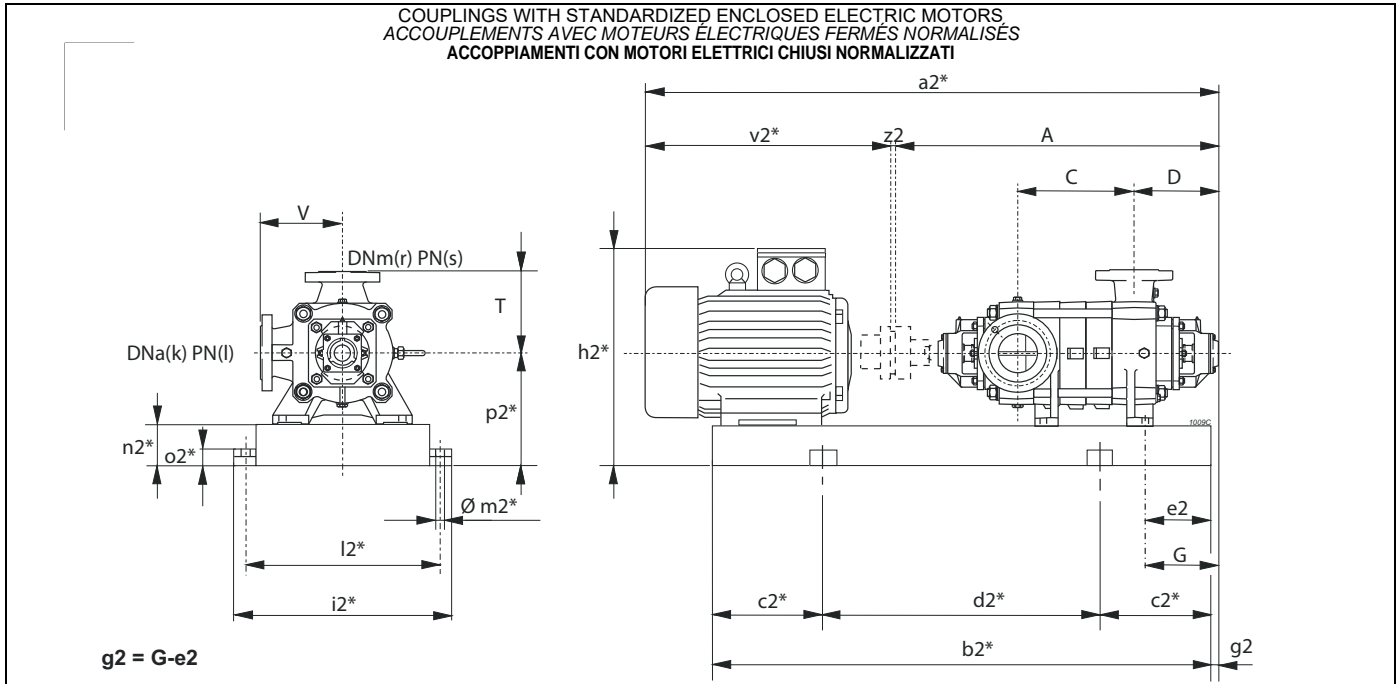 COUPLINGS WITH STANDARDIZED ENCLOSED ELECTRIC MOTORS
ACCOUPLEMENTS AVEC MOTEURS ÉLECTRIQUES FERMÉS NORMALISÉS
ACCOPPIAMENTI CON MOTORI ELETTRICI CHIUSI NORMALIZZATI
a2*
v2*
z2
A
C
D
V
DNm(r) PN(s)
T
DNa(k) PN(l)
h2*
p2*
n2*
o2*
1009C
Ø m2*
e2
l2*
G
i2*
c2*
d2*
c2*
b2*
g2
g2 = G-e2